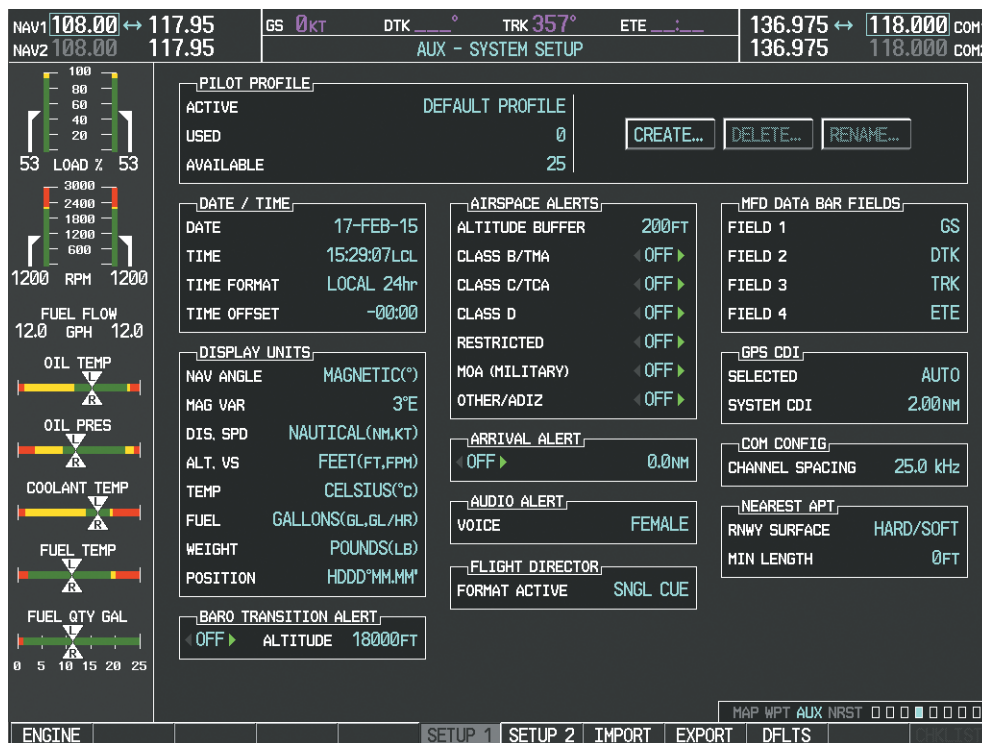 NAV1 108.00 ↔ 117.95 GS 0KT DTK ___° TRK 357° ETE __:__ 136.975 ↔ 118.000 COM1
NAV2 108.00 117.95 AUX - SYSTEM SETUP 136.975 118.000 COM2
100
80
60
40
20
53 LOAD % 53
3000
2400
1800
1200
600
1200 RPM 1200
FUEL FLOW
12.0 GPH 12.0
OIL TEMP
L
R
OIL PRES
L
R
COOLANT TEMP
L
R
FUEL TEMP
L
R
FUEL QTY GAL
L
R
0 5 10 15 20 25
PILOT PROFILE
ACTIVE DEFAULT PROFILE
USED 0
AVAILABLE 25
CREATE... DELETE... RENAME...
DATE / TIME
DATE 17-FEB-15
TIME 15:29:07LCL
TIME FORMAT LOCAL 24hr
TIME OFFSET -00:00
DISPLAY UNITS
NAV ANGLE MAGNETIC(°)
MAG VAR 3°E
DIS, SPD NAUTICAL(NM,KT)
ALT, VS FEET(FT,FPM)
TEMP CELSIUS(°C)
FUEL GALLONS(GL,GL/HR)
WEIGHT POUNDS(LB)
POSITION HDDD°MM.MM'
BARO TRANSITION ALERT
OFF ALTITUDE 18000FT
AIRSPACE ALERTS
ALTITUDE BUFFER 200FT
CLASS B/TMA OFF
CLASS C/TCA OFF
CLASS D OFF
RESTRICTED OFF
MOA (MILITARY) OFF
OTHER/ADIZ OFF
ARRIVAL ALERT
OFF 0.0NM
AUDIO ALERT
VOICE FEMALE
FLIGHT DIRECTOR
FORMAT ACTIVE SNGL CUE
MFD DATA BAR FIELDS
FIELD 1 GS
FIELD 2 DTK
FIELD 3 TRK
FIELD 4 ETE
GPS CDI
SELECTED AUTO
SYSTEM CDI 2.00NM
COM CONFIG
CHANNEL SPACING 25.0 kHz
NEAREST APT
RNWY SURFACE HARD/SOFT
MIN LENGTH 0FT
MAP WPT AUX NRST
ENGINE SETUP 1 SETUP 2 IMPORT EXPORT DFLTS CHKLIST